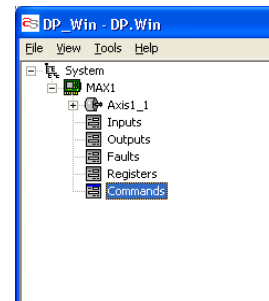 DP_Win - DP.Win
File View Tools Help
System
MAX1
Axis1_1
Inputs
Outputs
Faults
Registers
Commands